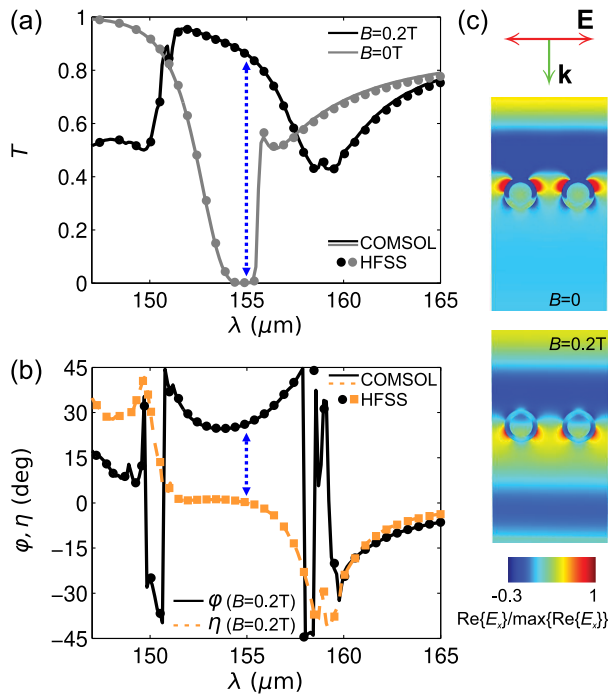 (a)
1
0.8
0.6
0.4
0.2
0
T
B=0.2T
B=0T
COMSOL
HFSS
150 155 160 165
λ (μm)
(b)
45
30
15
0
-15
-30
-45
φ, η (deg)
COMSOL
HFSS
φ (B=0.2T)
η (B=0.2T)
150 155 160 165
λ (μm)
(c)
E
k
B=0
B=0.2T
-0.3 1
Re{Eₓ}/max{Re{Eₓ}}